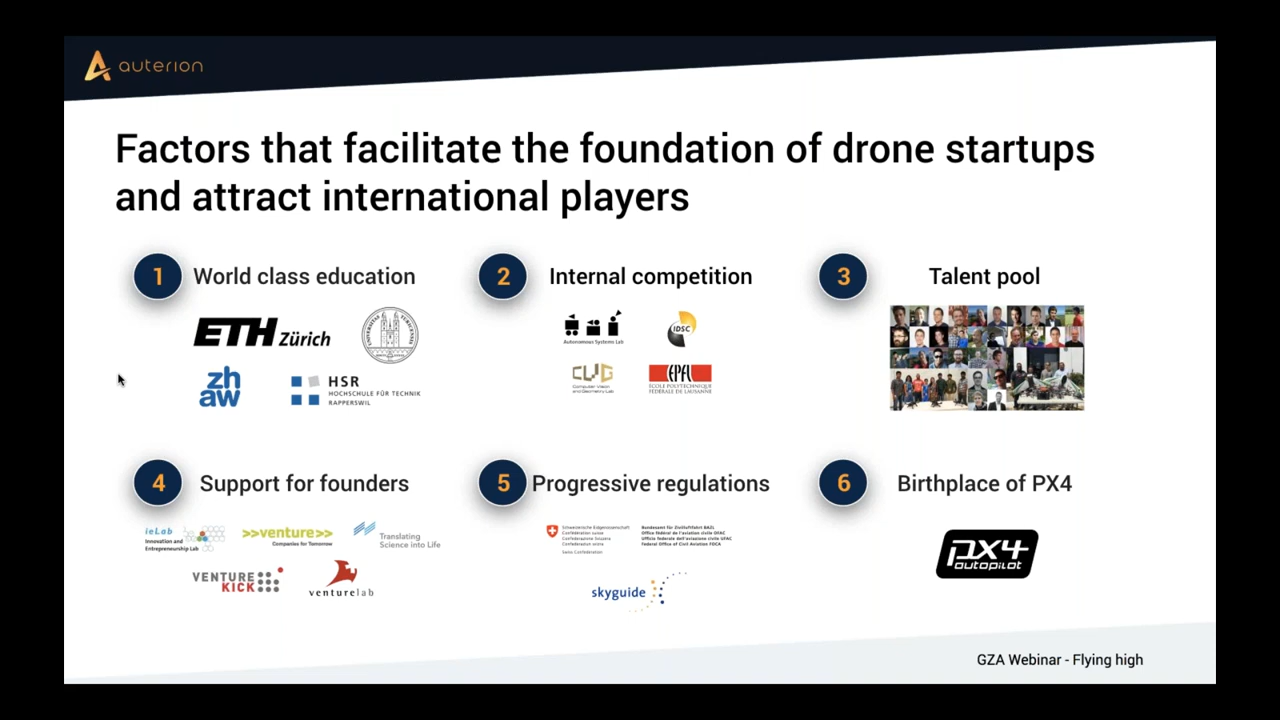 auterion
Factors that facilitate the foundation of drone startups
and attract international players
1
World class education
ETH Zürich
zh
aw
HSR
HOCHSCHULE FÜR TECHNIK
RAPPERSWIL
2
Internal competition
Autonomous Systems Lab
IDSC
CVG
Computer Vision
and Geometry Lab
EPFL
ECOLE POLYTECHNIQUE
FÉDÉRALE DE LAUSANNE
3
Talent pool
4
Support for founders
ieLab
Innovation and
Entrepreneurship Lab
>>venture>>
Companies for Tomorrow
Translating
Science into Life
VENTURE
KICK
venturelab
5
Progressive regulations
Schweizerische Eidgenossenschaft
Confédération suisse
Confederazione Svizzera
Confederaziun svizra
Swiss Confederation
Bundesamt für Zivilluftfahrt BAZL
Office fédéral de l'aviation civile OFAC
Ufficio federale dell'aviazione civile UFAC
Federal Office of Civil Aviation FOCA
skyguide
6
Birthplace of PX4
px4
autopilot
GZA Webinar - Flying high